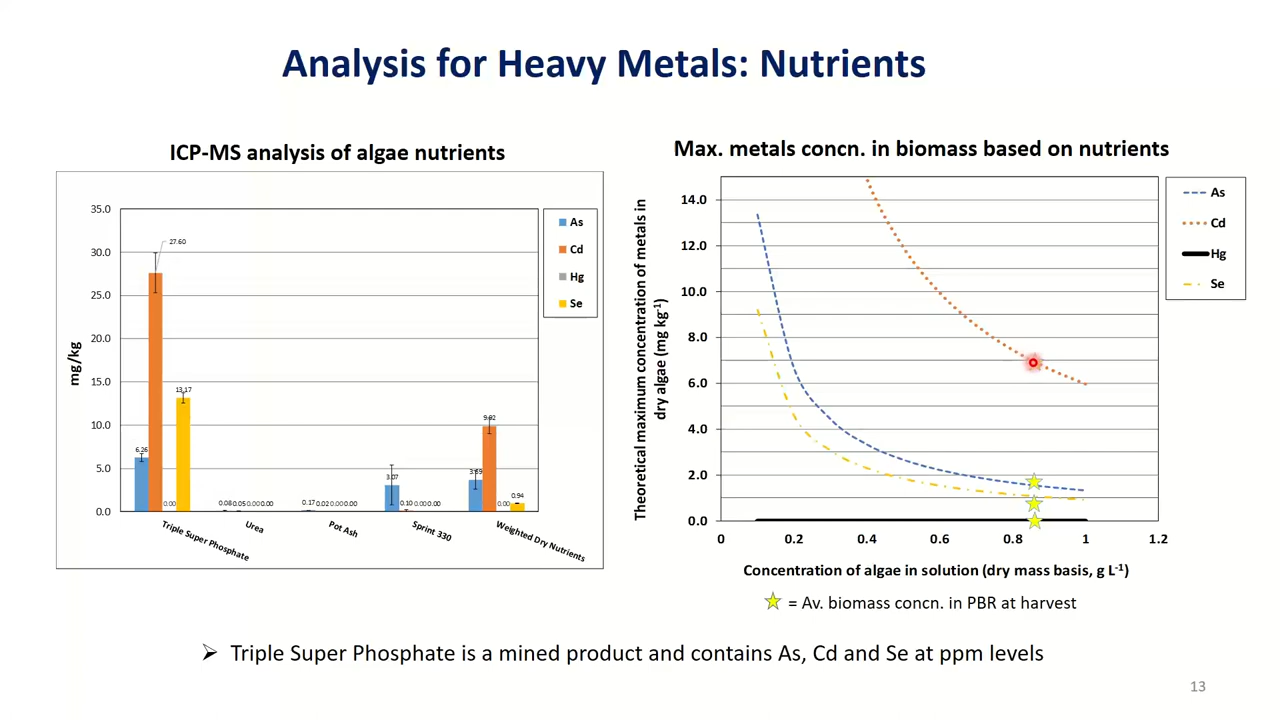 Analysis for Heavy Metals: Nutrients
ICP-MS analysis of algae nutrients
35.0
30.0
25.0
20.0
15.0
10.0
5.0
0.0
mg/kg
27.60
13.17
6.26
0.00
0.08 0.05 0.00 0.00
0.17 0.02 0.00 0.00
3.07
0.10 0.00 0.00
3.69
9.92
0.00
0.94
Triple Super Phosphate
Urea
Pot Ash
Sprint 330
Weighted Dry Nutrients
As
Cd
Hg
Se
Max. metals concn. in biomass based on nutrients
Theoretical maximum concentration of metals in
dry algae (mg kg-1)
14.0
12.0
10.0
8.0
6.0
4.0
2.0
0.0
0 0.2 0.4 0.6 0.8 1 1.2
Concentration of algae in solution (dry mass basis, g L-1)
As
Cd
Hg
Se
= Av. biomass concn. in PBR at harvest
Triple Super Phosphate is a mined product and contains As, Cd and Se at ppm levels
13